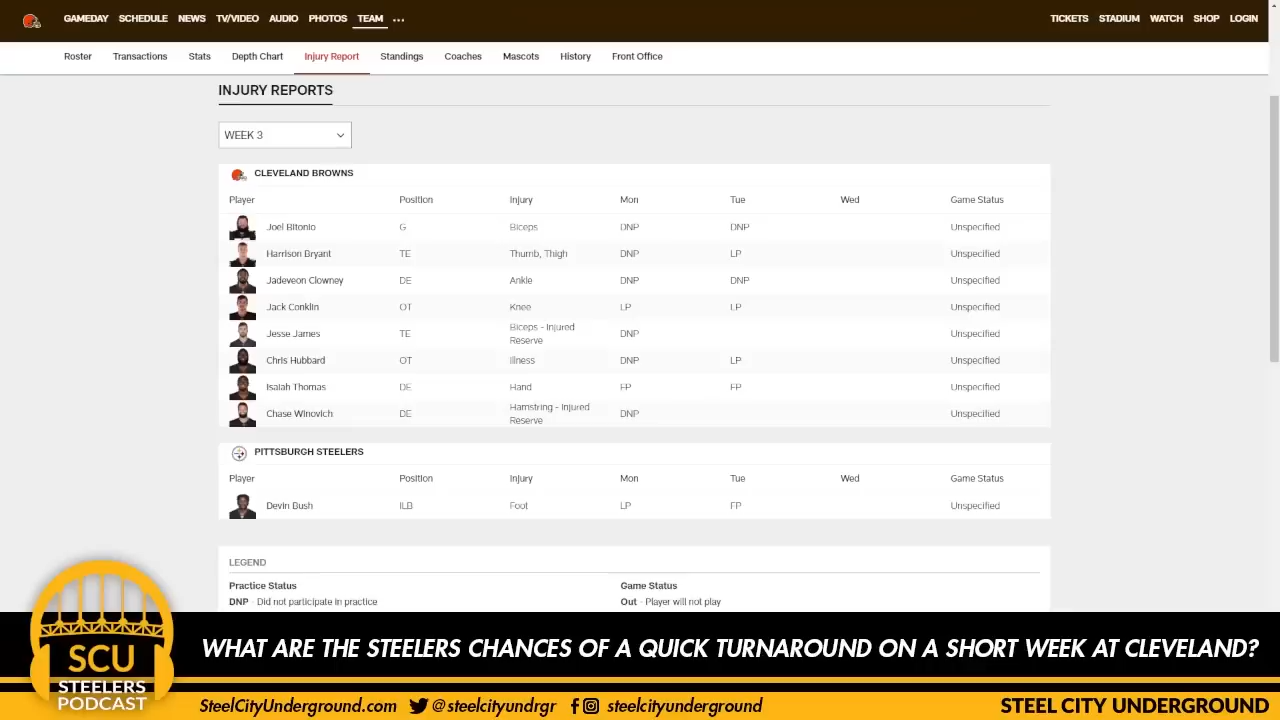 GAMEDAY SCHEDULE NEWS TV/VIDEO AUDIO PHOTOS TEAM ... TICKETS STADIUM WATCH SHOP LOGIN
Roster Transactions Stats Depth Chart Injury Report Standings Coaches Mascots History Front Office
INJURY REPORTS
WEEK 3
CLEVELAND BROWNS
Player Position Injury Mon Tue Wed Game Status
Joel Bitonio G Biceps DNP DNP Unspecified
Harrison Bryant TE Thumb, Thigh DNP LP Unspecified
Jadeveon Clowney DE Ankle DNP DNP Unspecified
Jack Conklin OT Knee LP LP Unspecified
Jesse James TE Biceps - Injured Reserve DNP Unspecified
Chris Hubbard OT Illness DNP LP Unspecified
Isaiah Thomas DE Hand FP FP Unspecified
Chase Winovich DE Hamstring - Injured Reserve DNP Unspecified
PITTSBURGH STEELERS
Player Position Injury Mon Tue Wed Game Status
Devin Bush ILB Foot LP FP Unspecified
LEGEND
Practice Status Game Status
DNP - Did not participate in practice Out - Player will not play
SCU
STEELERS
PODCAST
WHAT ARE THE STEELERS CHANCES OF A QUICK TURNAROUND ON A SHORT WEEK AT CLEVELAND?
SteelCityUnderground.com @steelcityundrgr steelcityunderground STEEL CITY UNDERGROUND